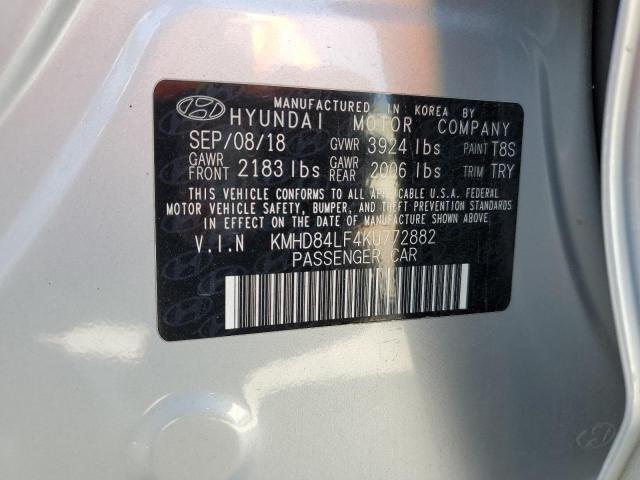 MANUFACTURED IN KOREA BY
HYUNDAI MOTOR COMPANY
SEP/08/18 GVWR 3924 lbs PAINT T8S
GAWR FRONT 2183 lbs GAWR REAR 2006 lbs TRIM TRY
THIS VEHICLE CONFORMS TO ALL APPLICABLE U.S.A. FEDERAL
MOTOR VEHICLE SAFETY, BUMPER, AND THEFT PREVENTION STANDARDS
IN EFFECT ON THE DATE OF MANUFACTURE SHOWN ABOVE.
V.I.N KMHD84LF4KU772882
PASSENGER CAR